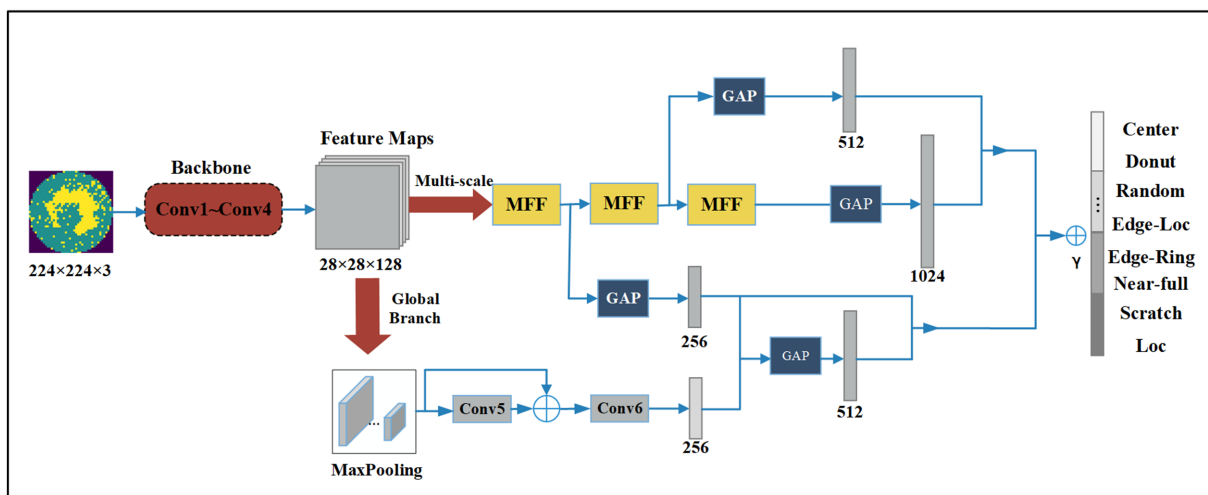 Backbone
Conv1~Conv4
224×224×3
Feature Maps
28×28×128
Multi-scale
MFF
MFF
MFF
GAP
512
GAP
1024
GAP
256
GAP
512
Global
Branch
MaxPooling
...
Conv5
Conv6
256
γ
Center
Donut
Random
⋮
Edge-Loc
Edge-Ring
Near-full
Scratch
Loc